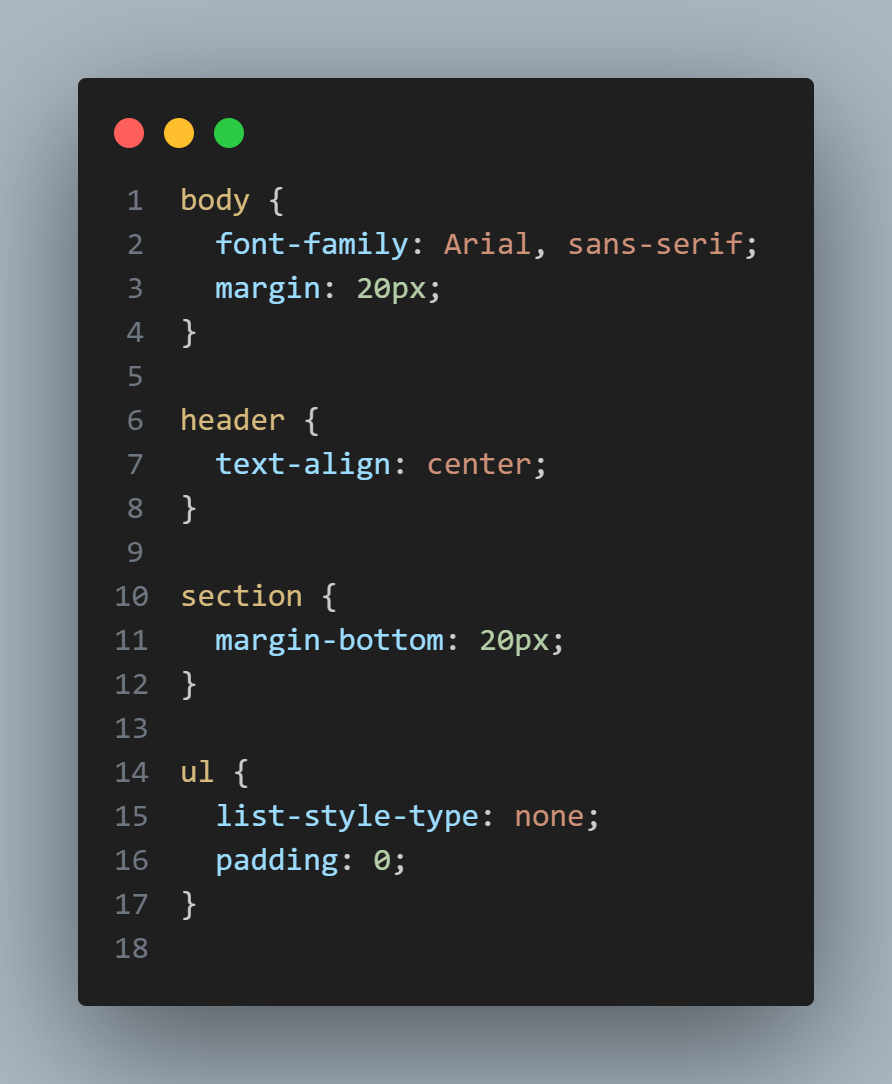 1 body {
2   font-family: Arial, sans-serif;
3   margin: 20px;
4 }
5
6 header {
7   text-align: center;
8 }
9
10 section {
11   margin-bottom: 20px;
12 }
13
14 ul {
15   list-style-type: none;
16   padding: 0;
17 }
18